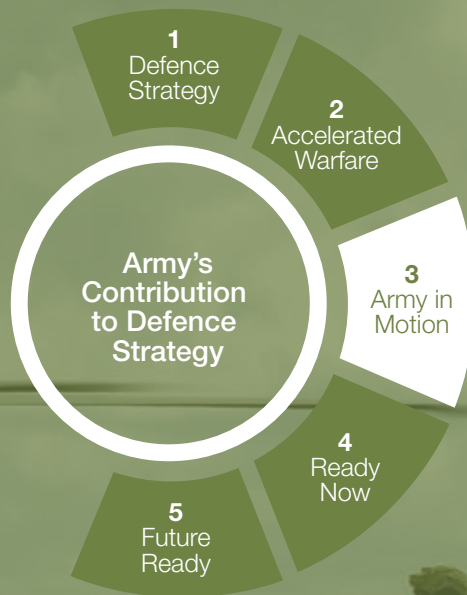 1
Defence
Strategy
2
Accelerated
Warfare
3
Army in
Motion
Army's
Contribution
to Defence
Strategy
4
Ready
Now
5
Future
Ready